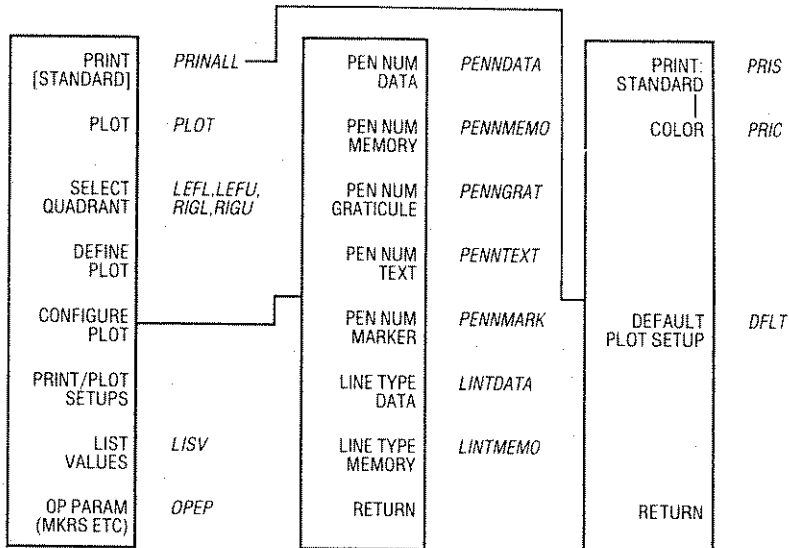 PRINT
[STANDARD]
PRINALL
PLOT
PLOT
SELECT
QUADRANT
LEFL,LEFU,
RIGL,RIGU
DEFINE
PLOT
CONFIGURE
PLOT
PRINT/PLOT
SETUPS
LIST
VALUES
LISV
OP PARAM
(MKRS ETC)
OPEP
PEN NUM
DATA
PENNDATA
PEN NUM
MEMORY
PENNMEMO
PEN NUM
GRATICULE
PENNGRAT
PEN NUM
TEXT
PENNTEXT
PEN NUM
MARKER
PENNMARK
LINE TYPE
DATA
LINTDATA
LINE TYPE
MEMORY
LINTMEMO
RETURN
PRINT:
STANDARD
PRIS
COLOR
PRIC
DEFAULT
PLOT SETUP
DFLT
RETURN